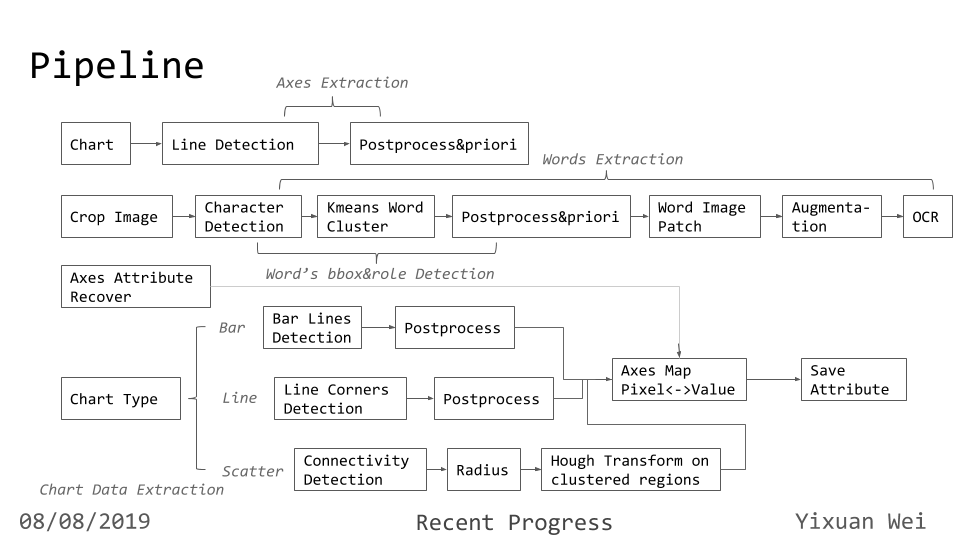 Pipeline
Axes Extraction
Chart
Line Detection
Postprocess&priori
Words Extraction
Crop Image
Character
Detection
Kmeans Word
Cluster
Postprocess&priori
Word Image
Patch
Augmenta-
tion
OCR
Word’s bbox&role Detection
Axes Attribute
Recover
Bar
Bar Lines
Detection
Postprocess
Chart Type
Line
Line Corners
Detection
Postprocess
Axes Map
Pixel<->Value
Save
Attribute
Scatter
Connectivity
Detection
Radius
Hough Transform on
clustered regions
Chart Data Extraction
08/08/2019
Recent Progress
Yixuan Wei